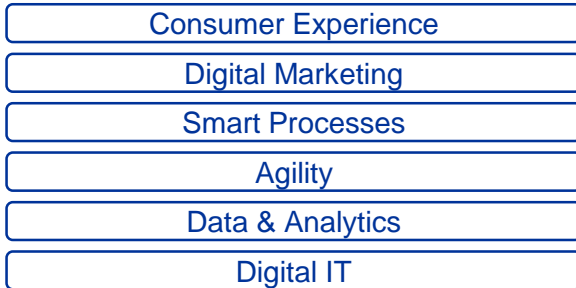 Consumer Experience
Digital Marketing
Smart Processes
Agility
Data & Analytics
Digital IT